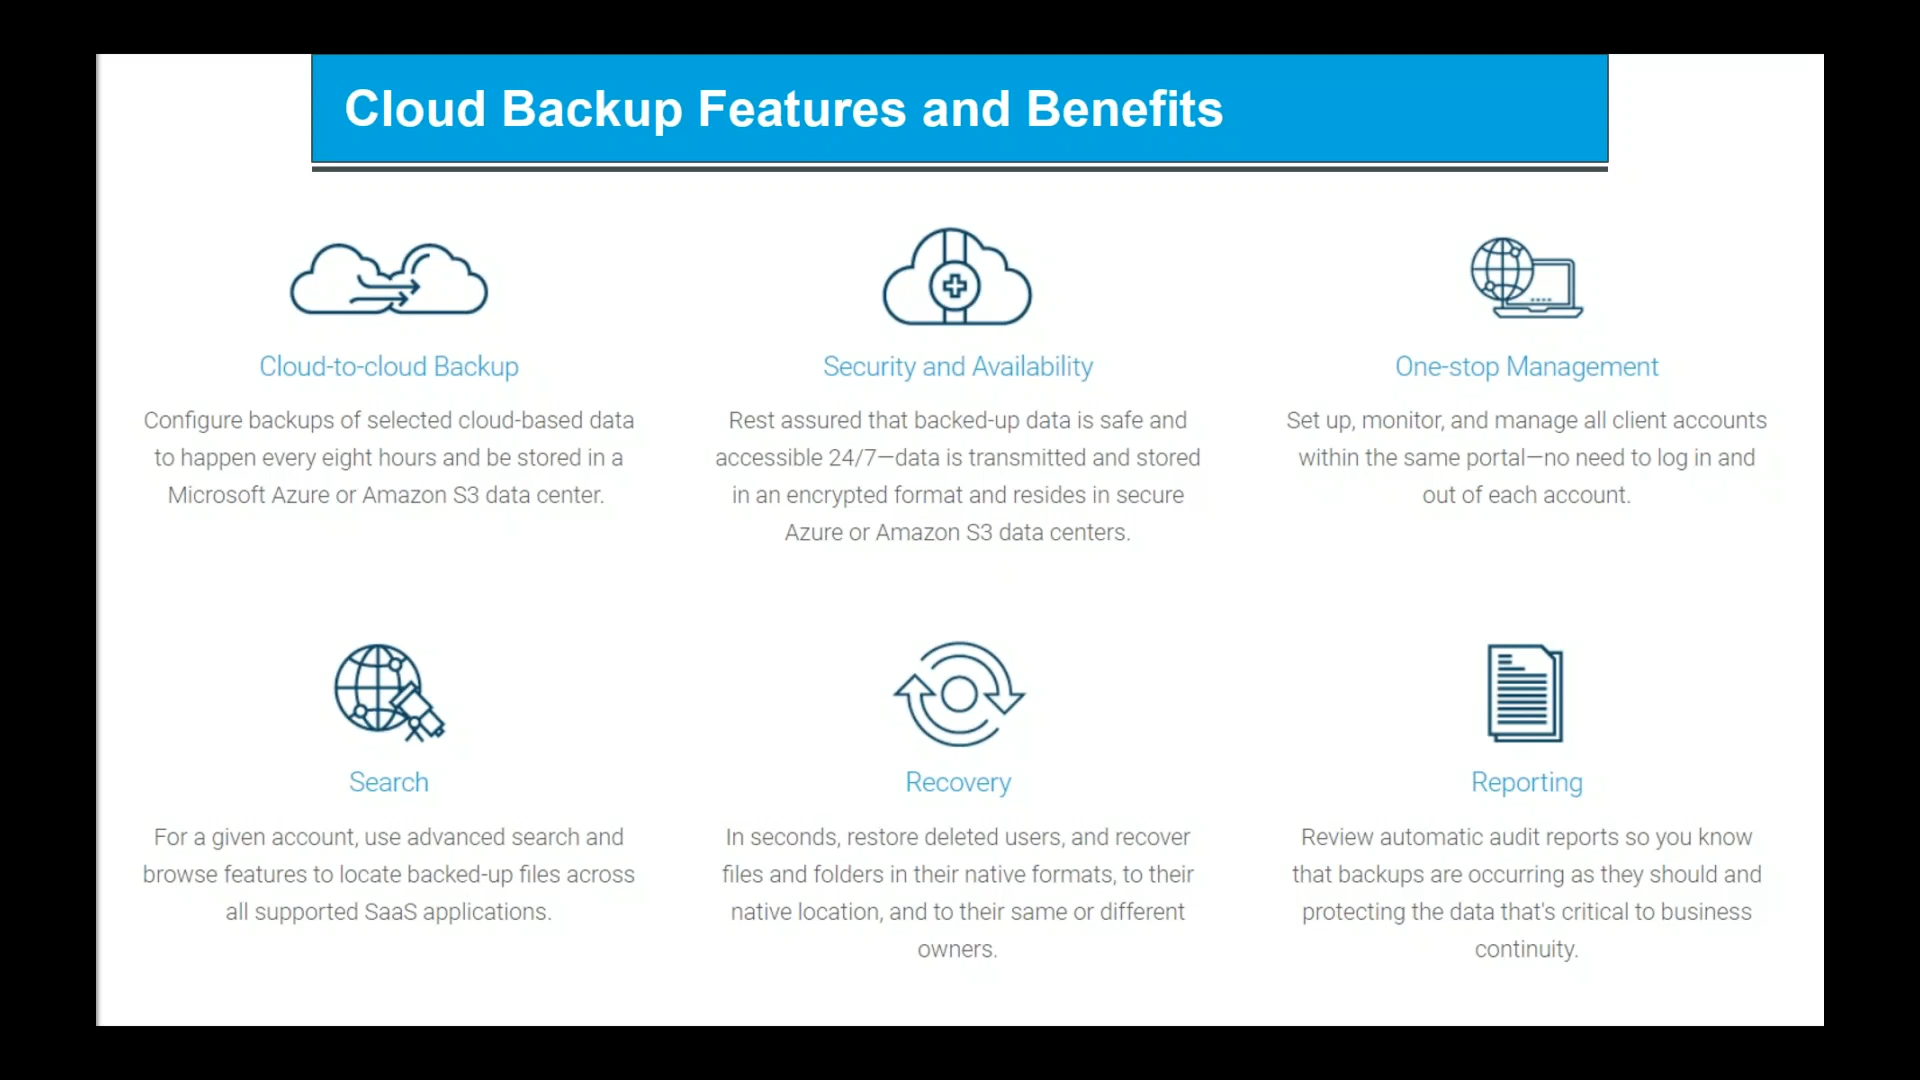 Cloud Backup Features and Benefits
Cloud-to-cloud Backup
Configure backups of selected cloud-based data
to happen every eight hours and be stored in a
Microsoft Azure or Amazon S3 data center.
Security and Availability
Rest assured that backed-up data is safe and
accessible 24/7—data is transmitted and stored
in an encrypted format and resides in secure
Azure or Amazon S3 data centers.
One-stop Management
Set up, monitor, and manage all client accounts
within the same portal—no need to log in and
out of each account.
Search
For a given account, use advanced search and
browse features to locate backed-up files across
all supported SaaS applications.
Recovery
In seconds, restore deleted users, and recover
files and folders in their native formats, to their
native location, and to their same or different
owners.
Reporting
Review automatic audit reports so you know
that backups are occurring as they should and
protecting the data that's critical to business
continuity.